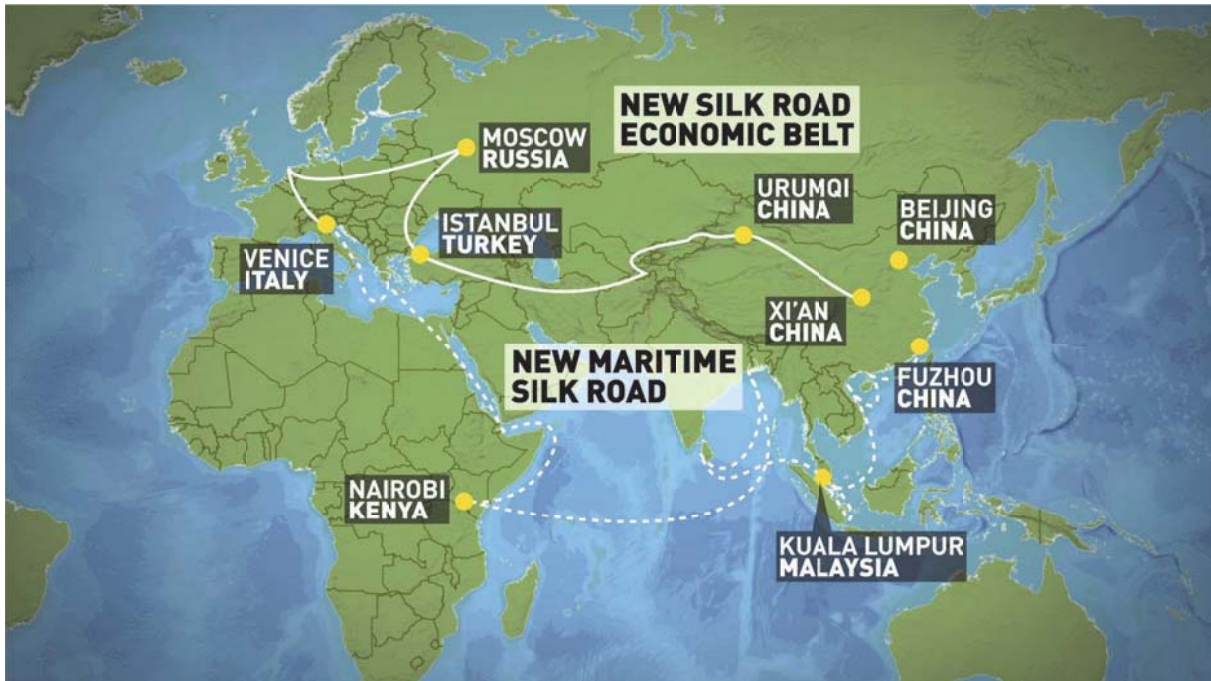 NEW SILK ROAD
ECONOMIC BELT
MOSCOW
RUSSIA
URUMQI
CHINA
BEIJING
CHINA
ISTANBUL
TURKEY
VENICE
ITALY
XI'AN
CHINA
NEW MARITIME
SILK ROAD
FUZHOU
CHINA
NAIROBI
KENYA
KUALA LUMPUR
MALAYSIA